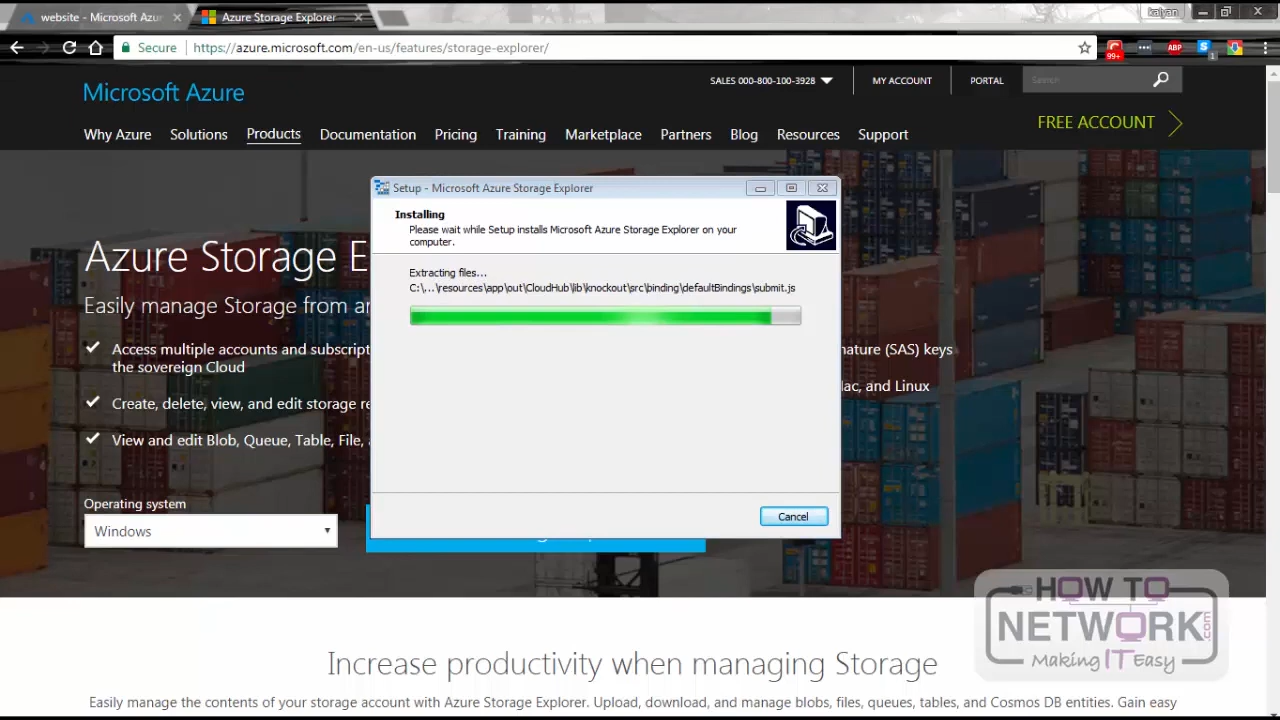 website - Microsoft Azur
Azure Storage Explorer
kalyan
Secure
https://azure.microsoft.com/en-us/features/storage-explorer/
99+
ABP
1
Microsoft Azure
SALES 000-800-100-3928
MY ACCOUNT
PORTAL
Search
Why Azure
Solutions
Products
Documentation
Pricing
Training
Marketplace
Partners
Blog
Resources
Support
FREE ACCOUNT
Setup - Microsoft Azure Storage Explorer
Installing
Please wait while Setup installs Microsoft Azure Storage Explorer on your
computer.
Extracting files...
C:\...\resources\app\out\CloudHub\lib\knockout\src\binding\defaultBindings\submit.js
Cancel
Azure Storage E
Easily manage Storage from a
Access multiple accounts and subscript
the sovereign Cloud
Create, delete, view, and edit storage re
View and edit Blob, Queue, Table, File,
nature (SAS) keys
ac, and Linux
Operating system
Windows
HOW TO
NETWORK.com
Making IT Easy
Increase productivity when managing Storage
Easily manage the contents of your storage account with Azure Storage Explorer. Upload, download, and manage blobs, files, queues, tables, and Cosmos DB entities. Gain easy